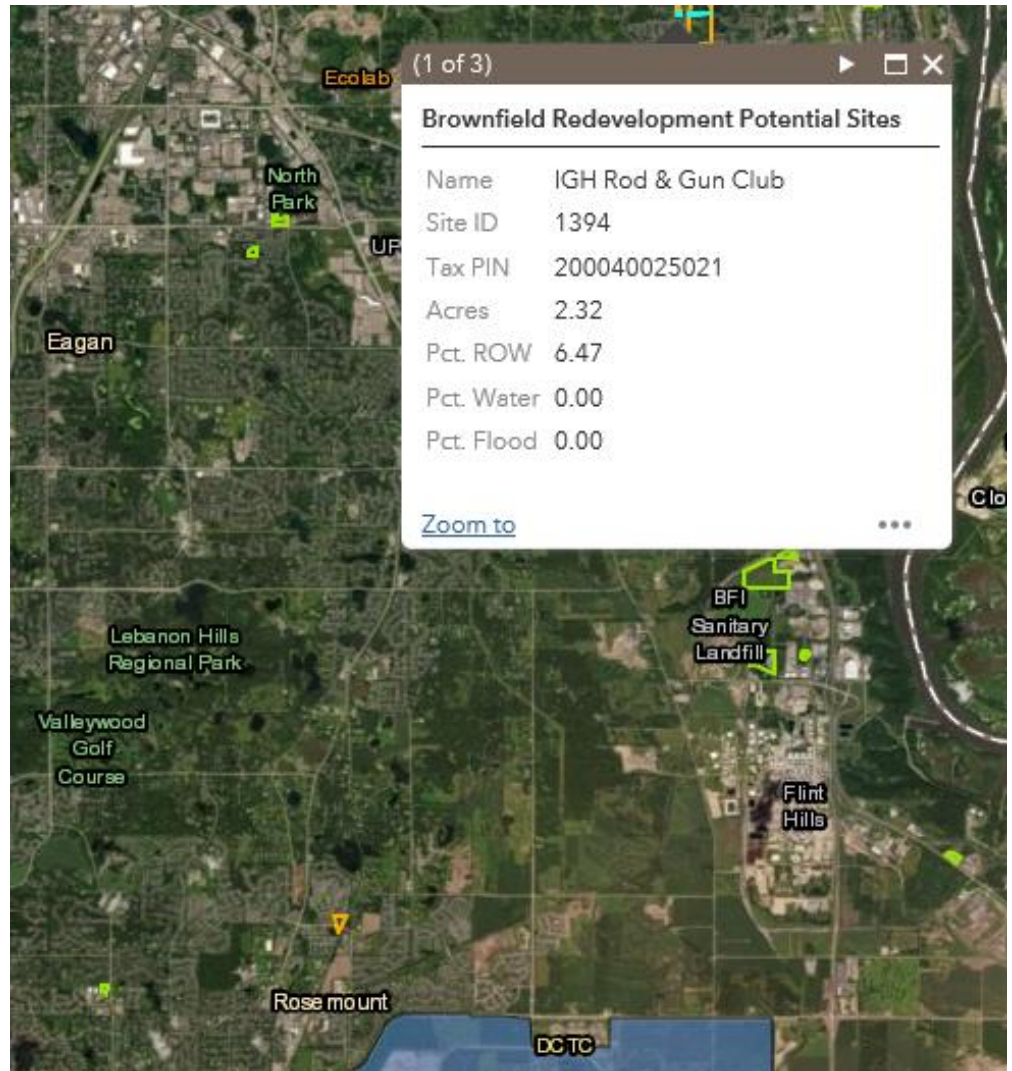 (1 of 3)
Brownfield Redevelopment Potential Sites
Name IGH Rod & Gun Club
Site ID 1394
Tax PIN 200040025021
Acres 2.32
Pct. ROW 6.47
Pct. Water 0.00
Pct. Flood 0.00
Zoom to
Ecolab
North
Park
UP
Eagan
Clo
BFI
Sanitary
Landfill
Lebanon Hills
Regional Park
Valleywood
Golf
Course
Flint
Hills
Rosemount
DCTC